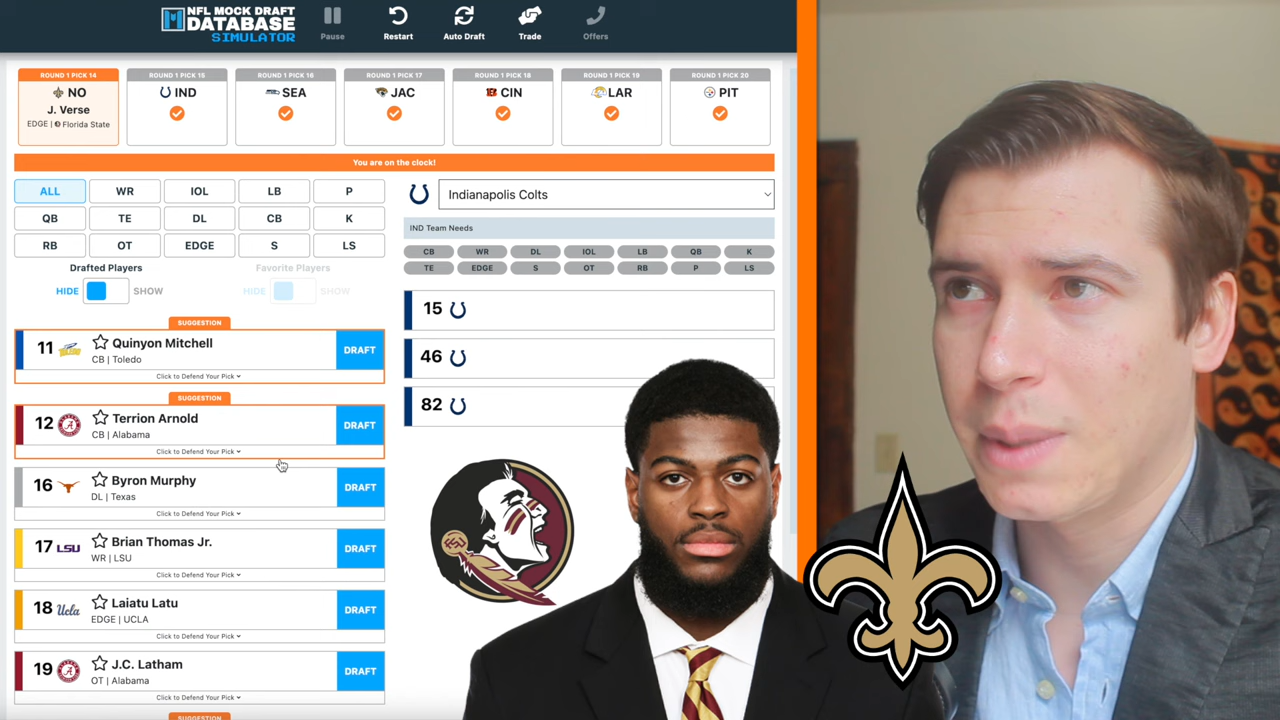 NFL MOCK DRAFT
DATABASE
SIMULATOR
Pause
Restart
Auto Draft
Trade
Offers
ROUND 1 PICK 14
NO
J. Verse
EDGE | Florida State
ROUND 1 PICK 15
IND
ROUND 1 PICK 16
SEA
ROUND 1 PICK 17
JAC
ROUND 1 PICK 18
CIN
ROUND 1 PICK 19
LAR
ROUND 1 PICK 20
PIT
You are on the clock!
ALL WR IOL LB P
QB TE DL CB K
RB OT EDGE S LS
Drafted Players
HIDE SHOW
Favorite Players
HIDE SHOW
SUGGESTION
11 Quinyon Mitchell
CB | Toledo
DRAFT
Click to Defend Your Pick
SUGGESTION
12 Terrion Arnold
CB | Alabama
DRAFT
Click to Defend Your Pick
16 Byron Murphy
DL | Texas
DRAFT
Click to Defend Your Pick
17 LSU Brian Thomas Jr.
WR | LSU
DRAFT
Click to Defend Your Pick
18 Ucla Laiatu Latu
EDGE | UCLA
DRAFT
Click to Defend Your Pick
19 J.C. Latham
OT | Alabama
DRAFT
Click to Defend Your Pick
SUGGESTION
Indianapolis Colts
IND Team Needs
CB WR DL IOL LB QB K
TE EDGE S OT RB P LS
15
46
82